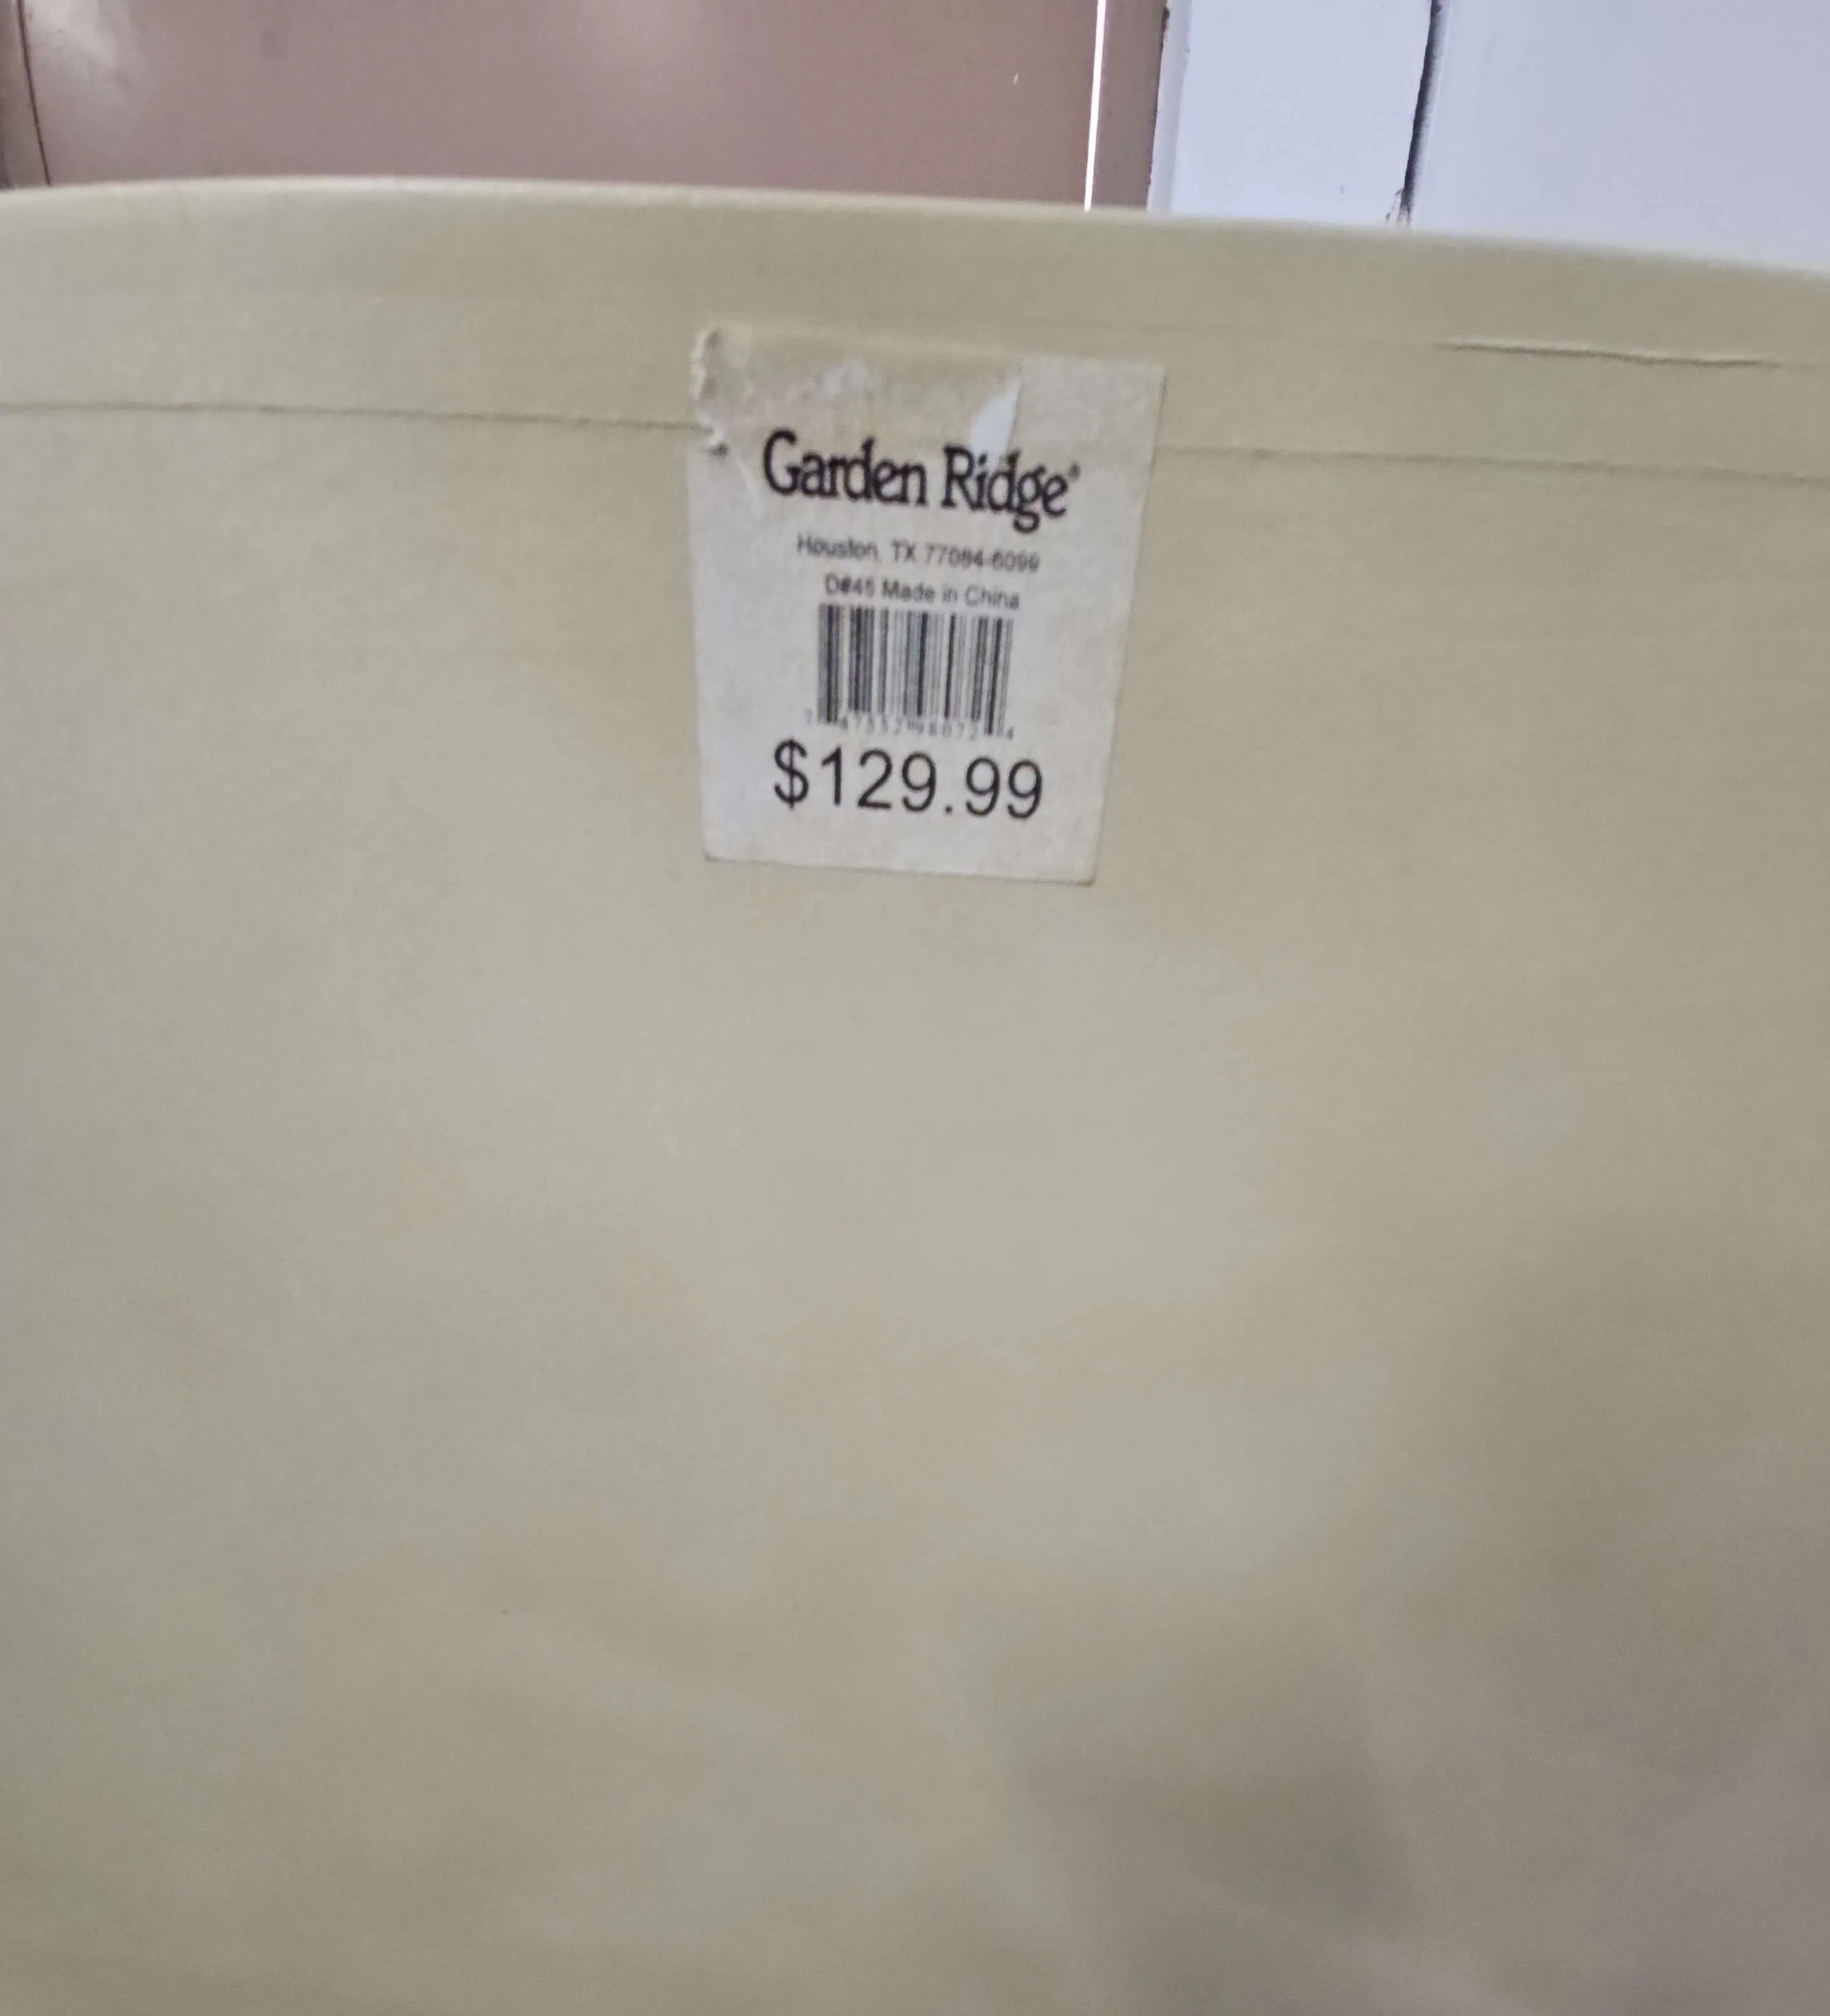 Garden Ridge®
Houston, TX 77084-6099
D#45 Made in China
$129.99